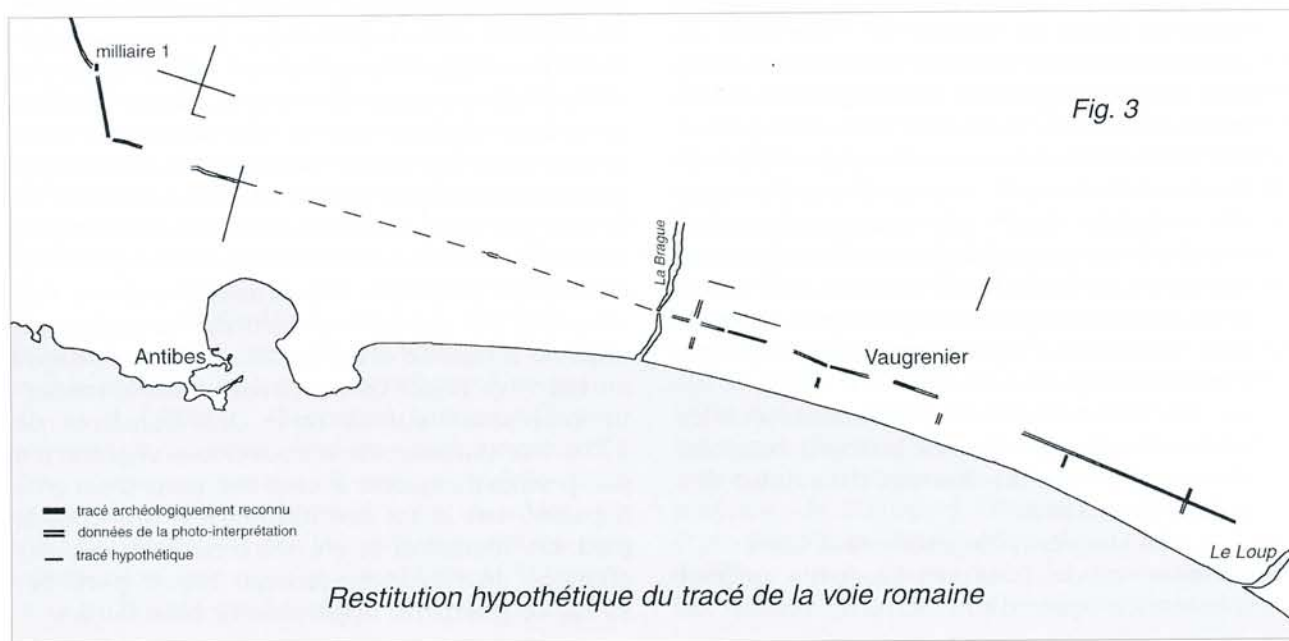 milliaire 1
Fig. 3
La Brague
Antibes
Vaugrenier
tracé archéologiquement reconnu
données de la photo-interprétation
tracé hypothétique
Le Loup
Restitution hypothétique du tracé de la voie romaine